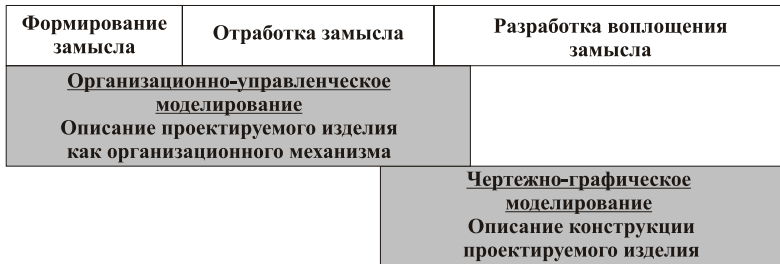 Формирование
замысла
Отработка замысла
Разработка воплощения
замысла
Организационно-управленческое
моделирование
Описание проектируемого изделия
как организационного механизма
Чертежно-графическое
моделирование
Описание конструкции
проектируемого изделия